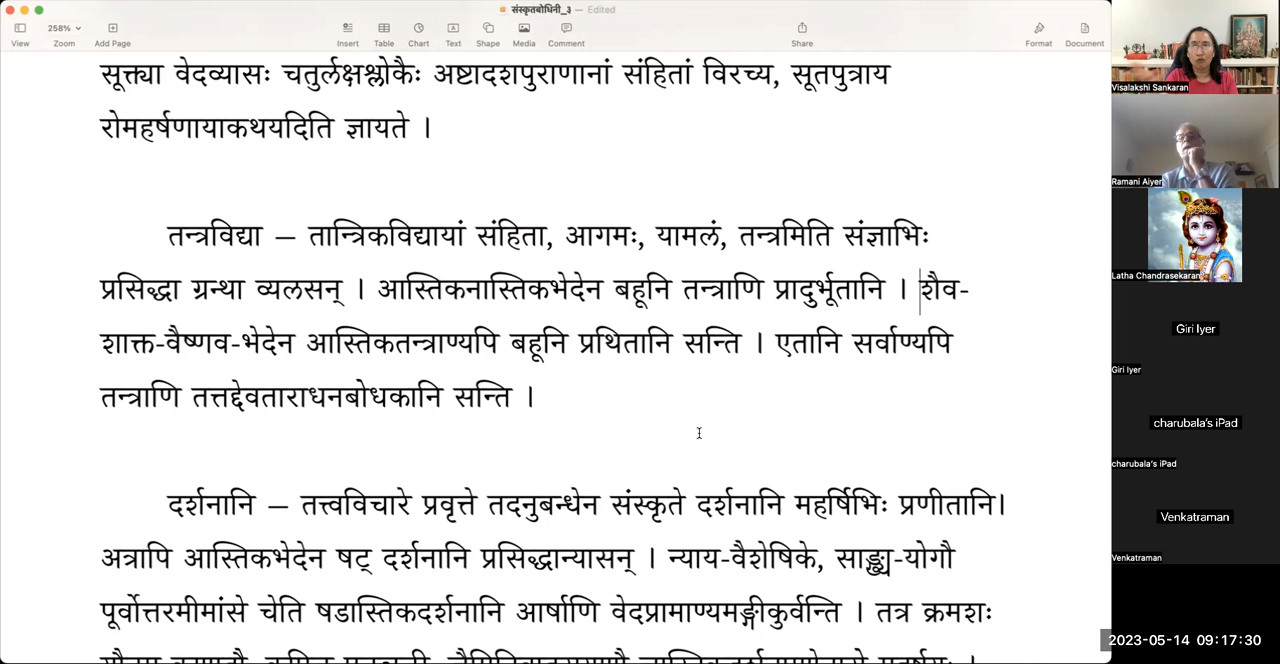 संस्कृतबोधिनी_३ — Edited
View
258%
Zoom
Add Page
Insert
Table
Chart
Text
Shape
Media
Comment
Share
Format
Document
सूक्त्या वेदव्यासः चतुर्लक्षश्लोकैः अष्टादशपुराणानां संहितां विरच्य, सूतपुत्राय
रोमहर्षणायाकथयदिति ज्ञायते ।
तन्त्रविद्या – तान्त्रिकविद्यायां संहिता, आगमः, यामलं, तन्त्रमिति संज्ञाभिः
प्रसिद्धा ग्रन्था व्यलसन् । आस्तिकनास्तिकभेदेन बहूनि तन्त्राणि प्रादुर्भूतानि । शैव-
शाक्त-वैष्णव-भेदेन आस्तिकतन्त्राण्यपि बहूनि प्रथितानि सन्ति । एतानि सर्वाण्यपि
तन्त्राणि तत्तद्देवताराधनबोधकानि सन्ति ।
दर्शनानि – तत्त्वविचारे प्रवृत्ते तदनुबन्धेन संस्कृते दर्शनानि महर्षिभिः प्रणीतानि।
अत्रापि आस्तिकभेदेन षट् दर्शनानि प्रसिद्धान्यासन् । न्याय-वैशेषिके, साङ्ख्य-योगौ
पूर्वोत्तरमीमांसे चेति षडास्तिकदर्शनानि आर्षाणि वेदप्रामाण्यमङ्गीकुर्वन्ति । तत्र क्रमशः
Visalakshi Sankaran
Ramani Aiyer
Latha Chandrasekaran
Giri Iyer
Giri Iyer
charubala's iPad
charubala's iPad
Venkatraman
Venkatraman
2023-05-14 09:17:30